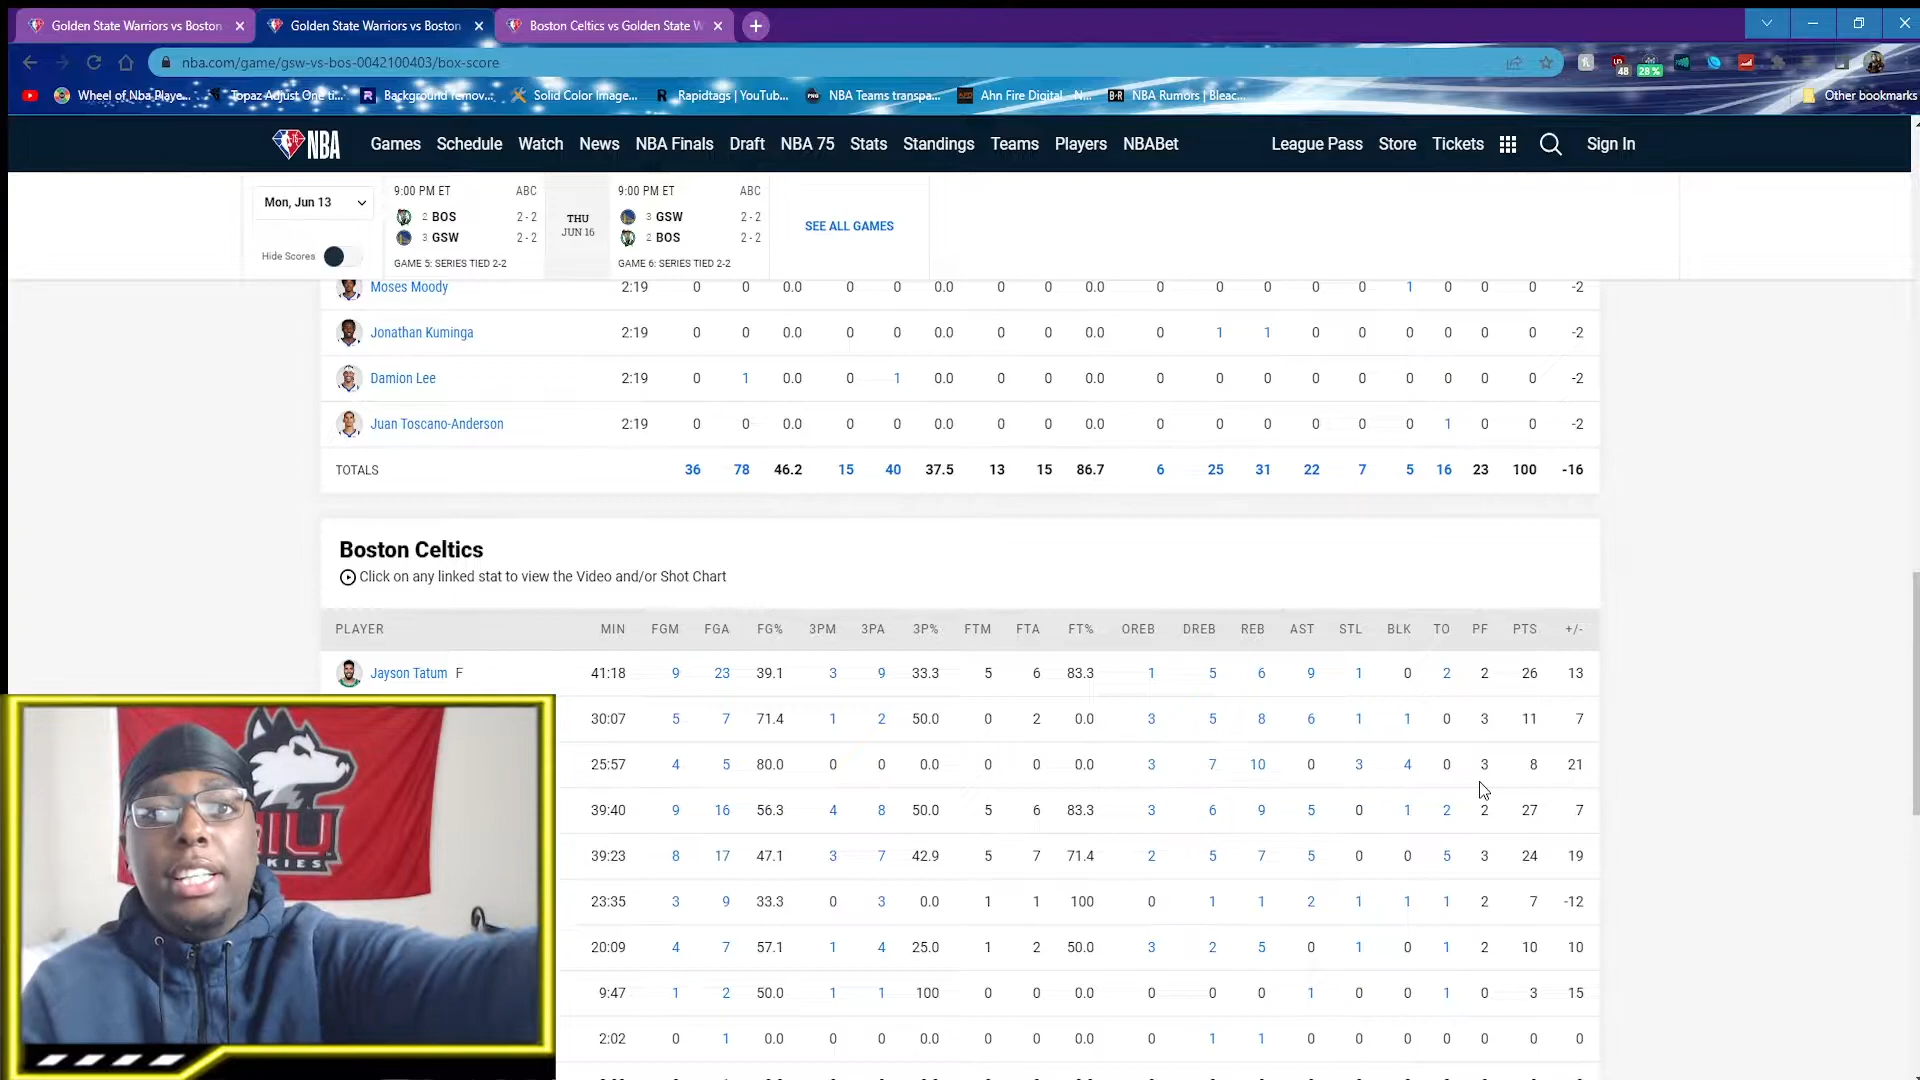 Golden State Warriors vs Boston
Golden State Warriors vs Boston
Boston Celtics vs Golden State W
nba.com/game/gsw-vs-bos-0042100403/box-score
48
28%
Wheel of Nba Playe...
Topaz Adjust One ti...
Background remov...
Solid Color Image...
Rapidtags | YouTub...
NBA Teams transpa...
Ahn Fire Digital - N...
B/R
NBA Rumors | Bleac...
Other bookmarks
NBA Games Schedule Watch News NBA Finals Draft NBA 75 Stats Standings Teams Players NBABet League Pass Store Tickets Sign In
Mon, Jun 13
Hide Scores
9:00 PM ET ABC
2 BOS 2-2
3 GSW 2-2
GAME 5: SERIES TIED 2-2
THU
JUN 16
9:00 PM ET ABC
3 GSW 2-2
2 BOS 2-2
GAME 6: SERIES TIED 2-2
SEE ALL GAMES
Moses Moody 2:19 0 0 0.0 0 0 0.0 0 0 0.0 0 0 0 0 0 1 0 0 0 -2
Jonathan Kuminga 2:19 0 0 0.0 0 0 0.0 0 0 0.0 0 1 1 0 0 0 0 0 0 -2
Damion Lee 2:19 0 1 0.0 0 1 0.0 0 0 0.0 0 0 0 0 0 0 0 0 0 -2
Juan Toscano-Anderson 2:19 0 0 0.0 0 0 0.0 0 0 0.0 0 0 0 0 0 0 1 0 0 -2
TOTALS 36 78 46.2 15 40 37.5 13 15 86.7 6 25 31 22 7 5 16 23 100 -16
Boston Celtics
Click on any linked stat to view the Video and/or Shot Chart
PLAYER MIN FGM FGA FG% 3PM 3PA 3P% FTM FTA FT% OREB DREB REB AST STL BLK TO PF PTS +/-
Jayson Tatum F 41:18 9 23 39.1 3 9 33.3 5 6 83.3 1 5 6 9 1 0 2 2 26 13
30:07 5 7 71.4 1 2 50.0 0 2 0.0 3 5 8 6 1 1 0 3 11 7
25:57 4 5 80.0 0 0 0.0 0 0 0.0 3 7 10 0 3 4 0 3 8 21
39:40 9 16 56.3 4 8 50.0 5 6 83.3 3 6 9 5 0 1 2 2 27 7
39:23 8 17 47.1 3 7 42.9 5 7 71.4 2 5 7 5 0 0 5 3 24 19
23:35 3 9 33.3 0 3 0.0 1 1 100 0 1 1 2 1 1 1 2 7 -12
20:09 4 7 57.1 1 4 25.0 1 2 50.0 3 2 5 0 1 0 1 2 10 10
9:47 1 2 50.0 1 1 100 0 0 0.0 0 0 0 1 0 0 1 0 3 15
2:02 0 1 0.0 0 0 0.0 0 0 0.0 0 1 1 0 0 0 0 0 0 0